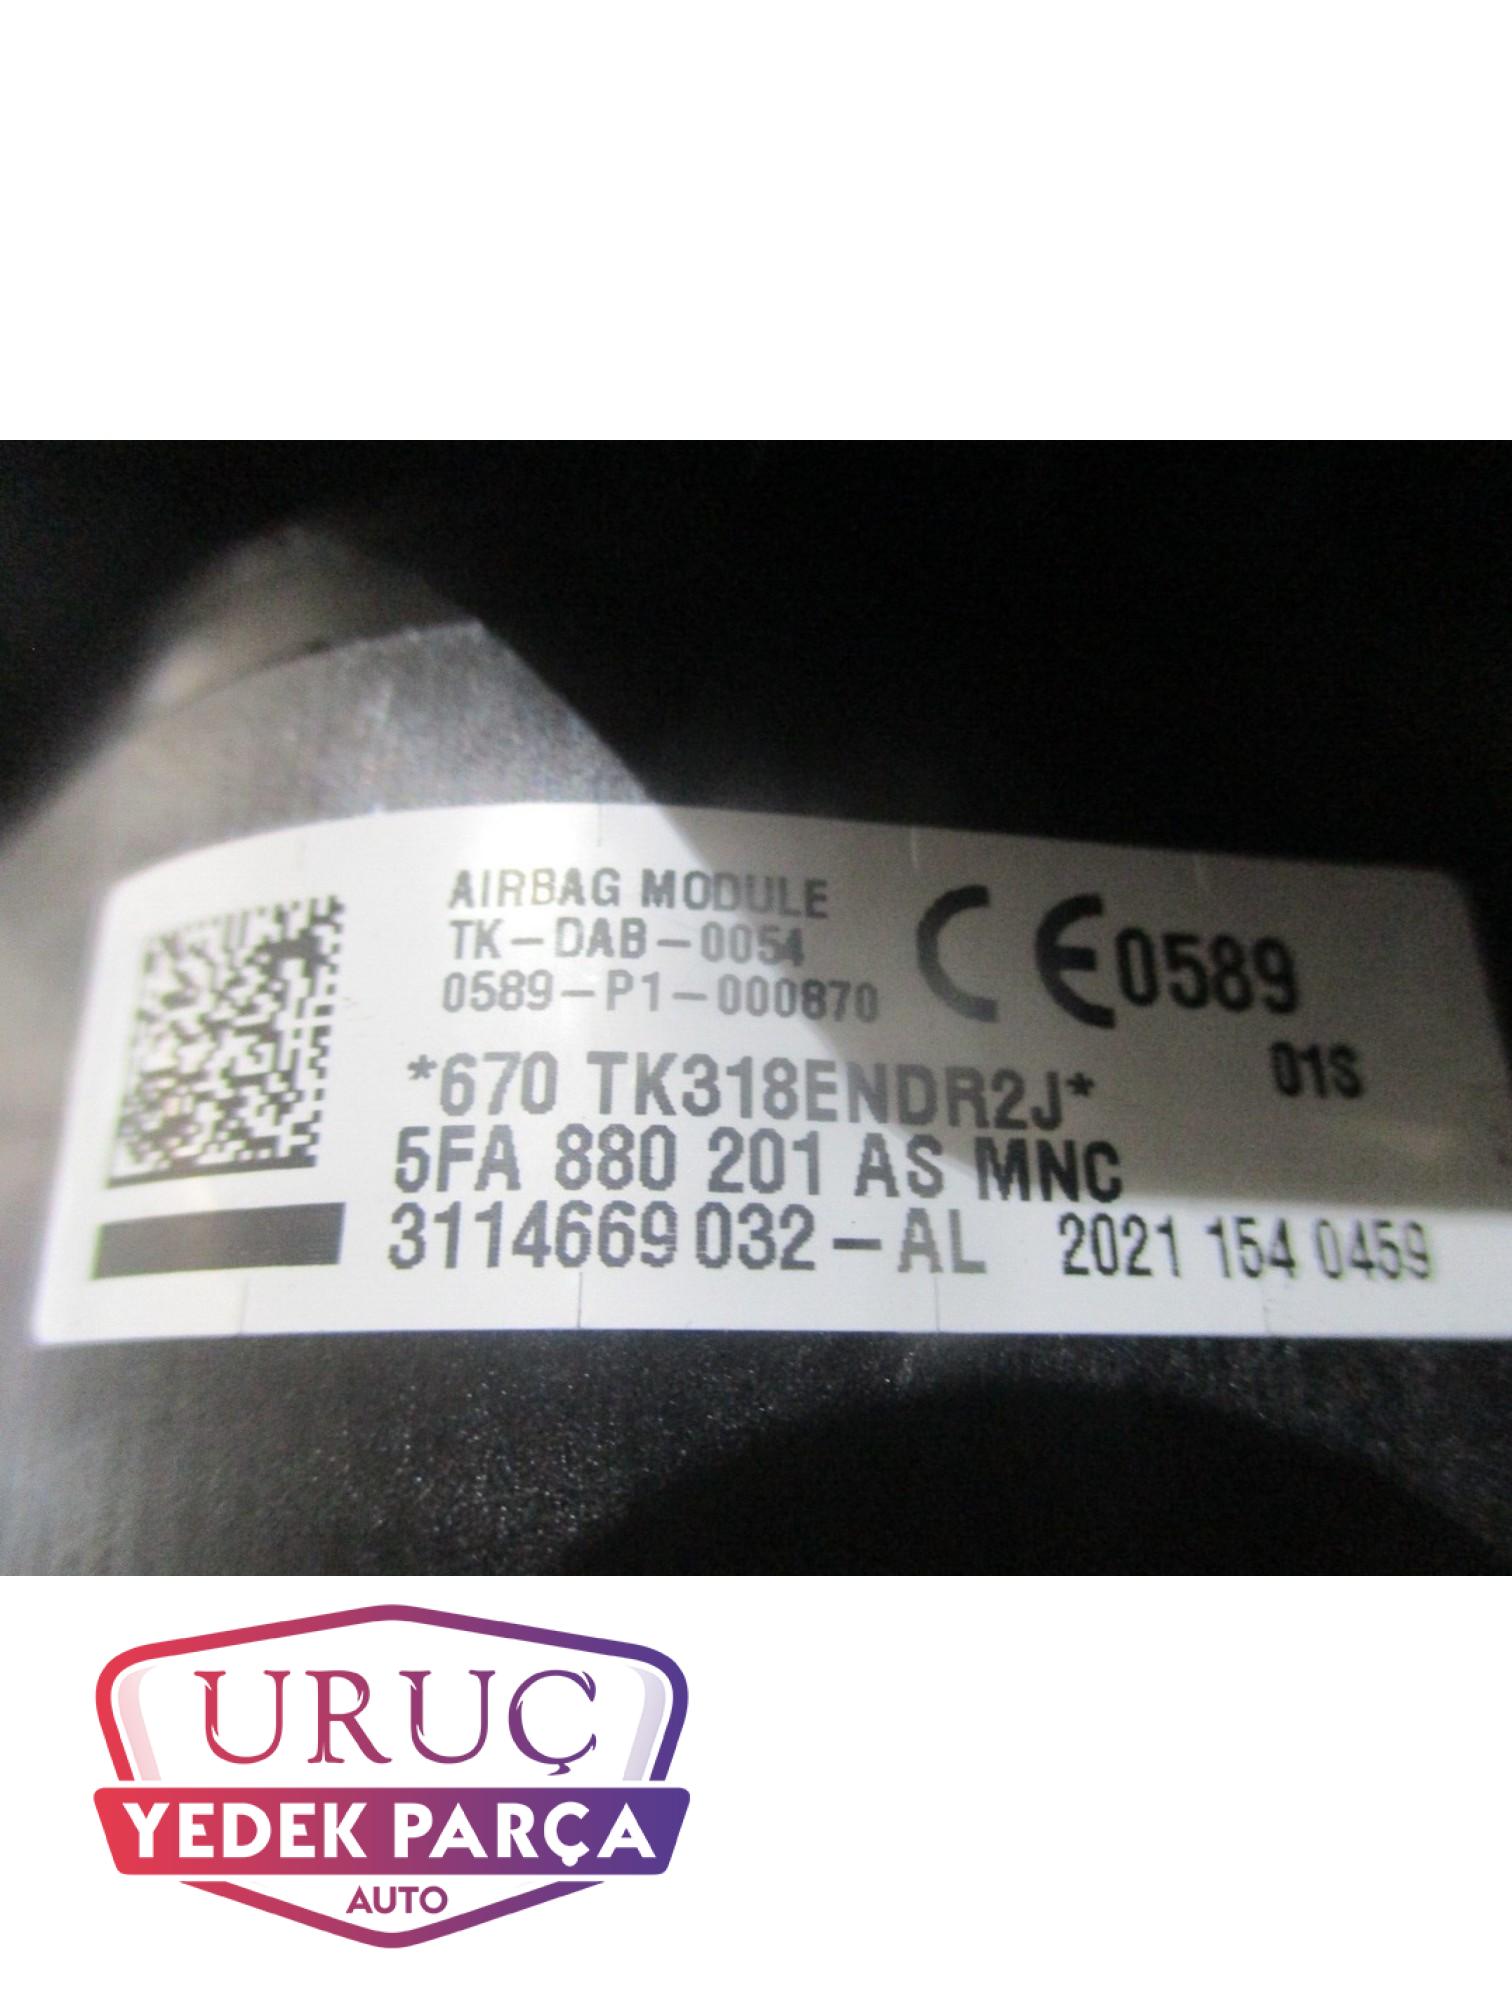 AIRBAG MODULE
TK-DAB-0054
0589-P1-000870
CE0589
01S
*670 TK318ENDR2J*
5FA 880 201 AS MNC
3114669032-AL 2021 154 0459
URUÇ
YEDEK PARÇA
AUTO